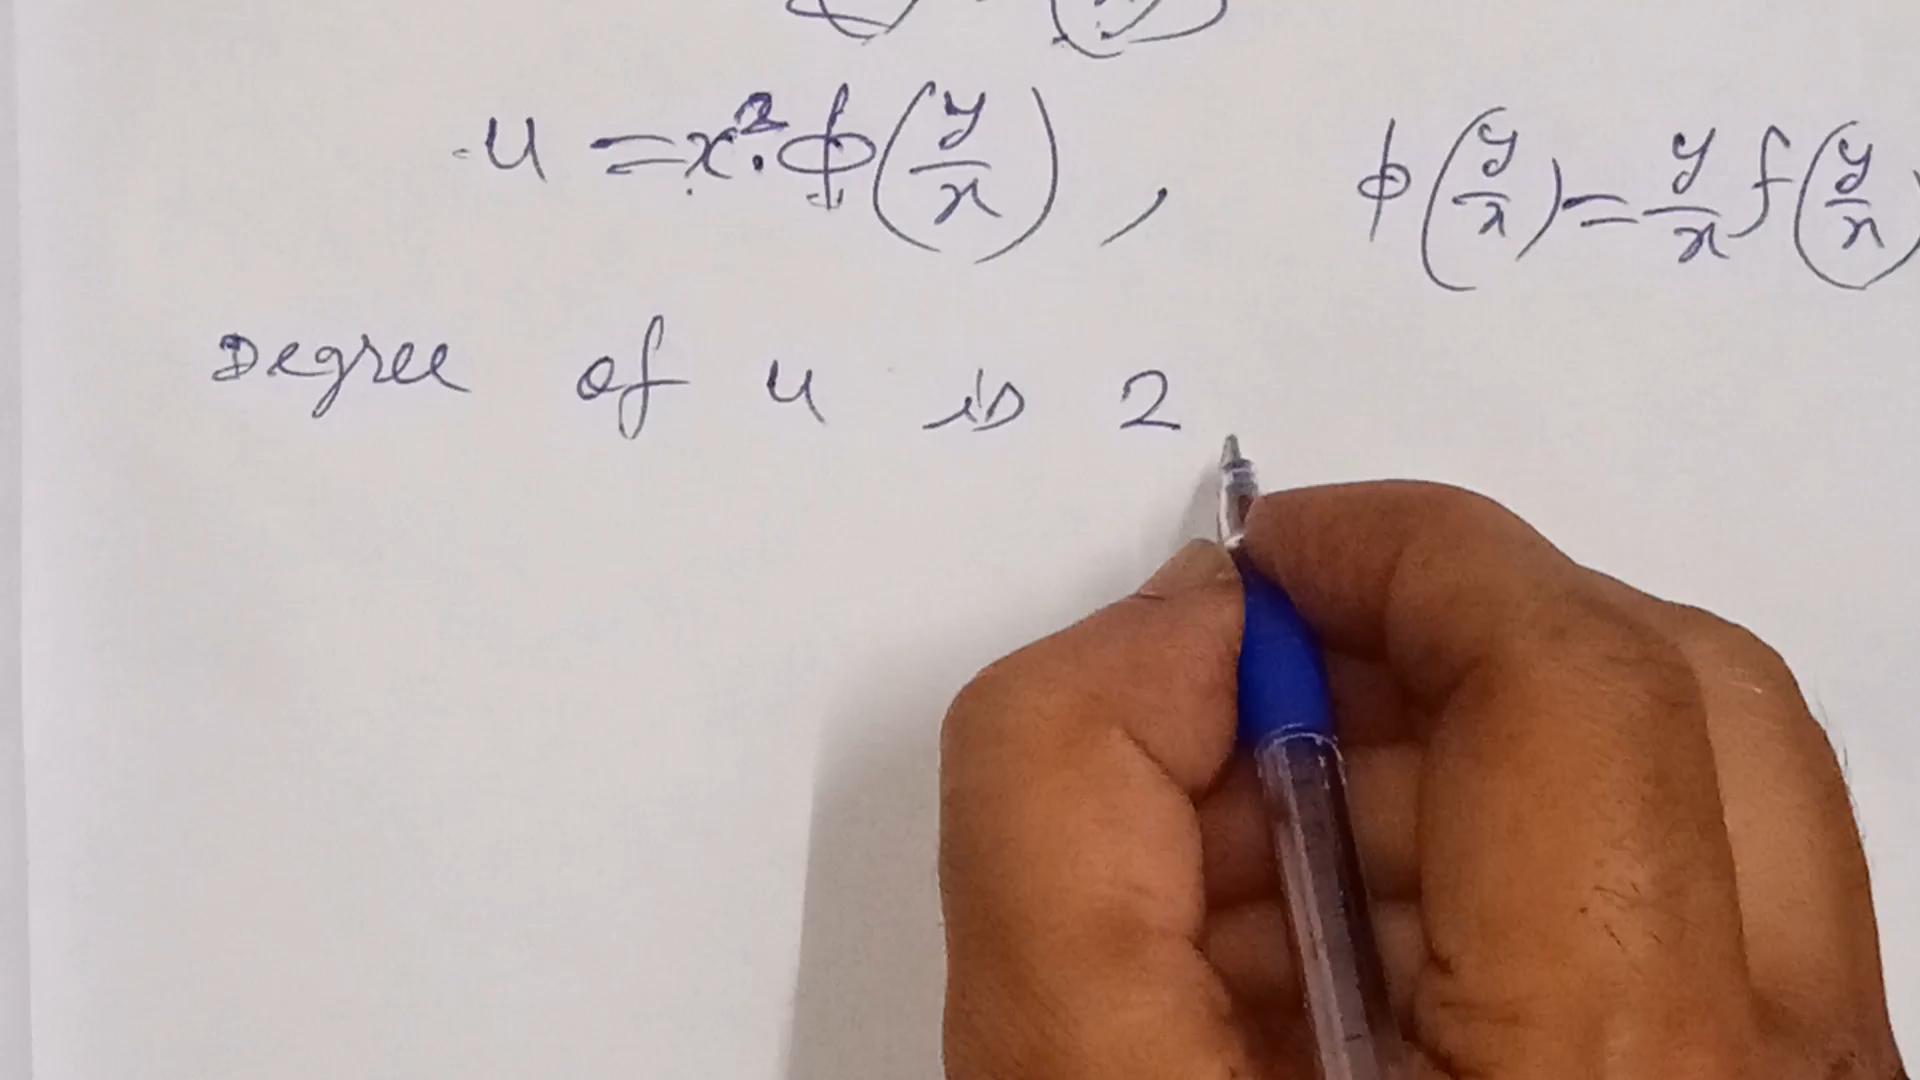 u = x². ϕ(y/x) , ϕ(y/x) = y/x f(y/x)
Degree of u is 2